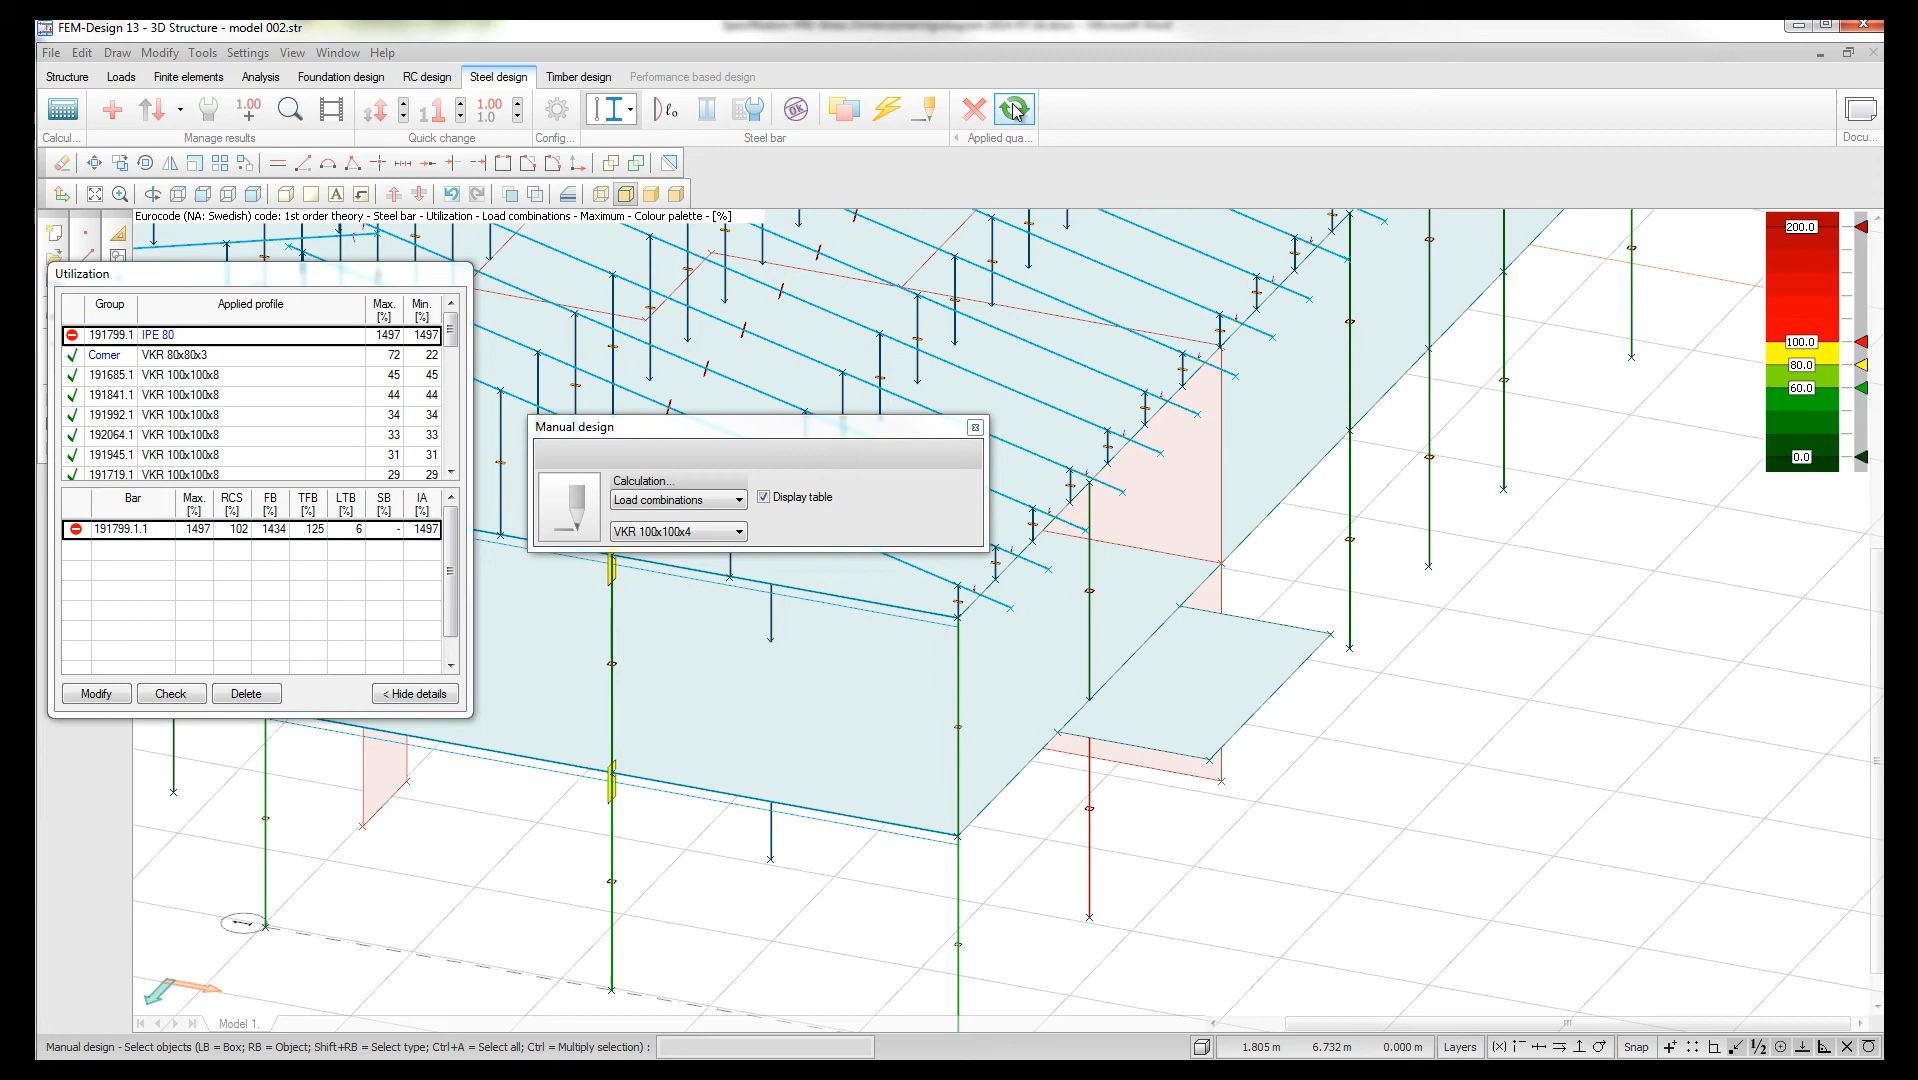 FEM-Design 13 - 3D Structure - model 002.str
File Edit Draw Modify Tools Settings View Window Help
Structure Loads Finite elements Analysis Foundation design RC design Steel design Timber design Performance based design
1.00
1.00
1.0
OK
Calcul... Manage results Quick change Config... Steel bar Applied qua... Docu...
Eurocode (NA: Swedish) code: 1st order theory - Steel bar - Utilization - Load combinations - Maximum - Colour palette - [%]
Utilization
Group Applied profile Max. [%] Min. [%]
191799.1 IPE 80 1497 1497
Corner VKR 80x80x3 72 22
191685.1 VKR 100x100x8 45 45
191841.1 VKR 100x100x8 44 44
191992.1 VKR 100x100x8 34 34
192064.1 VKR 100x100x8 33 33
191945.1 VKR 100x100x8 31 31
191719.1 VKR 100x100x8 29 29
Bar Max. [%] RCS [%] FB [%] TFB [%] LTB [%] SB [%] IA [%]
191799.1.1 1497 102 1434 125 6 - 1497
Modify Check Delete < Hide details
Manual design
Calculation...
Load combinations Display table
VKR 100x100x4
200.0
100.0
80.0
60.0
0.0
Model 1.
Manual design - Select objects (LB = Box; RB = Object; Shift+RB = Select type; Ctrl+A = Select all; Ctrl = Multiply selection) :
1.805 m 6.732 m 0.000 m Layers Snap 1/2